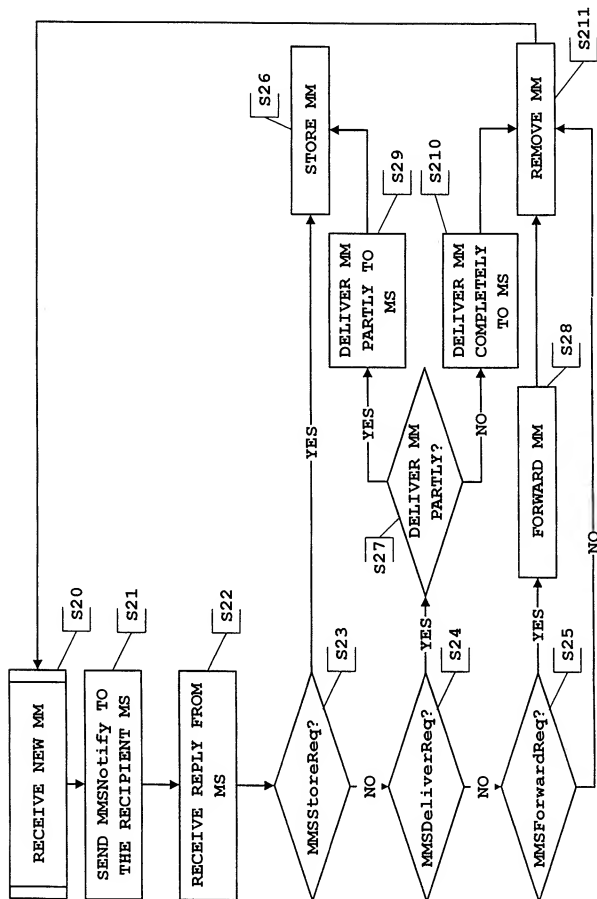 RECEIVE NEW MM
S20
SEND MMSNotify TO
THE RECIPIENT MS
S21
RECEIVE REPLY FROM
MS
S22
MMSStoreReq?
S23
YES
NO
STORE MM
S26
MMSDeliverReq?
S24
YES
NO
DELIVER MM
PARTLY?
S27
YES
NO
DELIVER MM
PARTLY TO
MS
S29
DELIVER MM
COMPLETELY
TO MS
S210
MMSForwardReq?
S25
YES
NO
FORWARD MM
S28
REMOVE MM
S211